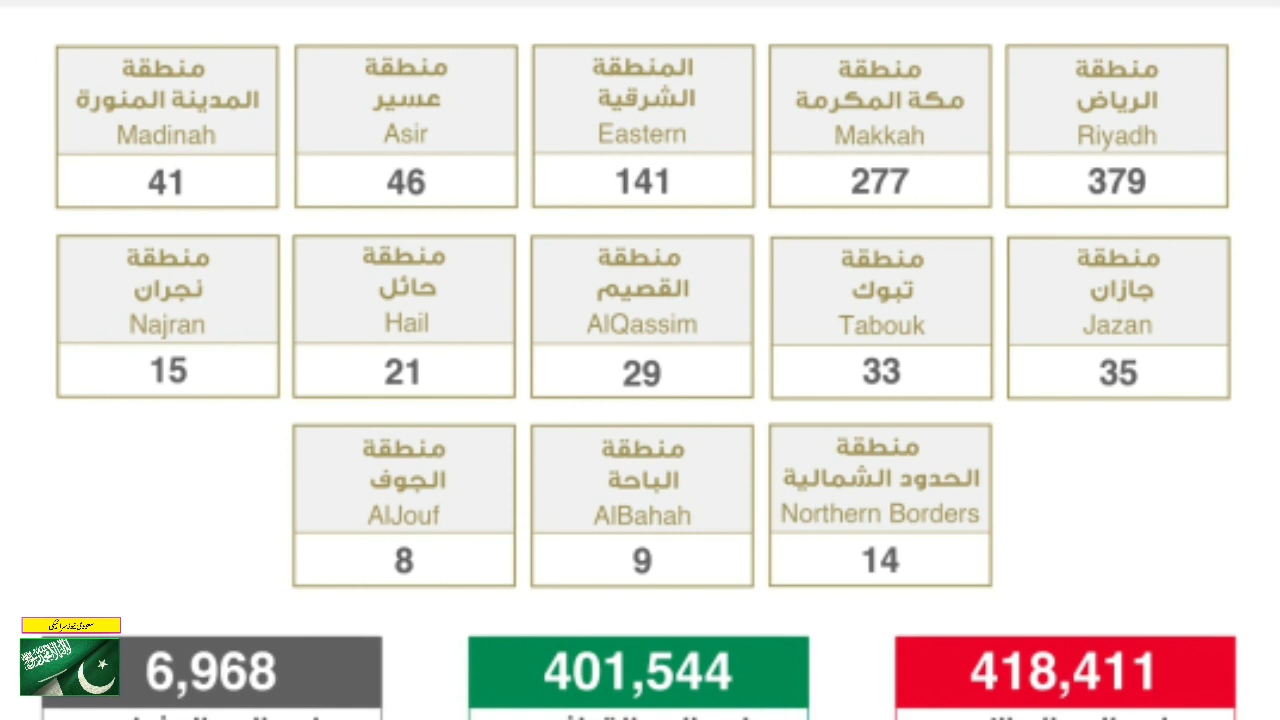 منطقة
الرياض
Riyadh
379
منطقة
مكة المكرمة
Makkah
277
المنطقة
الشرقية
Eastern
141
منطقة
عسير
Asir
46
منطقة
المدينة المنورة
Madinah
41
منطقة
جازان
Jazan
35
منطقة
تبوك
Tabouk
33
منطقة
القصيم
AlQassim
29
منطقة
حائل
Hail
21
منطقة
نجران
Najran
15
منطقة
الحدود الشمالية
Northern Borders
14
منطقة
الباحة
AlBahah
9
منطقة
الجوف
AlJouf
8
418,411
401,544
6,968